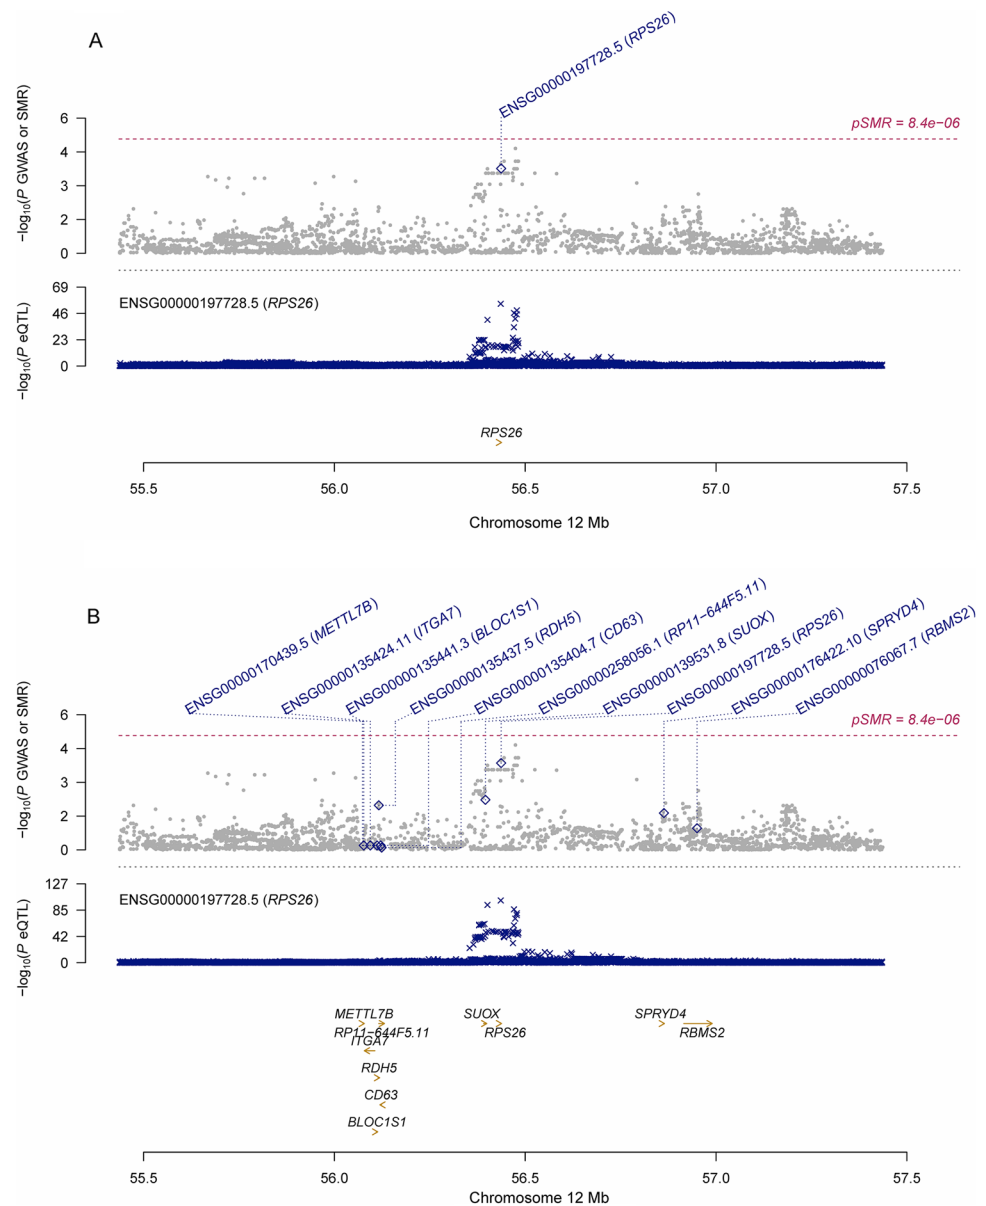 A
ENSG00000197728.5 (RPS26)
pSMR = 8.4e−06
6
4
3
2
0
−log10(P GWAS or SMR)
ENSG00000197728.5 (RPS26)
69
46
23
0
−log10(P eQTL)
RPS26
55.5 56.0 56.5 57.0 57.5
Chromosome 12 Mb
B
ENSG00000170439.5 (METTL7B)
ENSG00000135424.11 (ITGA7)
ENSG00000135441.3 (BLOC1S1)
ENSG00000135437.5 (RDH5)
ENSG00000135404.7 (CD63)
ENSG00000258056.1 (RP11−644F5.11)
ENSG00000139531.8 (SUOX)
ENSG00000197728.5 (RPS26)
ENSG00000176422.10 (SPRYD4)
ENSG00000076067.7 (RBMS2)
pSMR = 8.4e−06
6
4
3
2
0
−log10(P GWAS or SMR)
ENSG00000197728.5 (RPS26)
127
85
42
0
−log10(P eQTL)
METTL7B SUOX SPRYD4
RP11−644F5.11 RPS26 RBMS2
ITGA7
RDH5
CD63
BLOC1S1
55.5 56.0 56.5 57.0 57.5
Chromosome 12 Mb